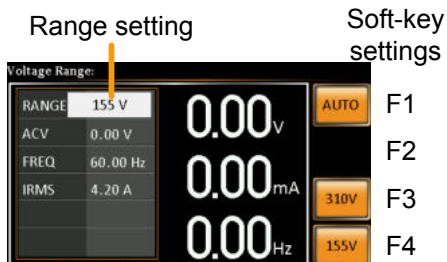 Range setting
Soft-key
settings
Voltage Range:
RANGE 155 V
ACV 0.00 V
FREQ 60.00 Hz
IRMS 4.20 A
0.00V
0.00mA
0.00Hz
AUTO F1
F2
310V F3
155V F4